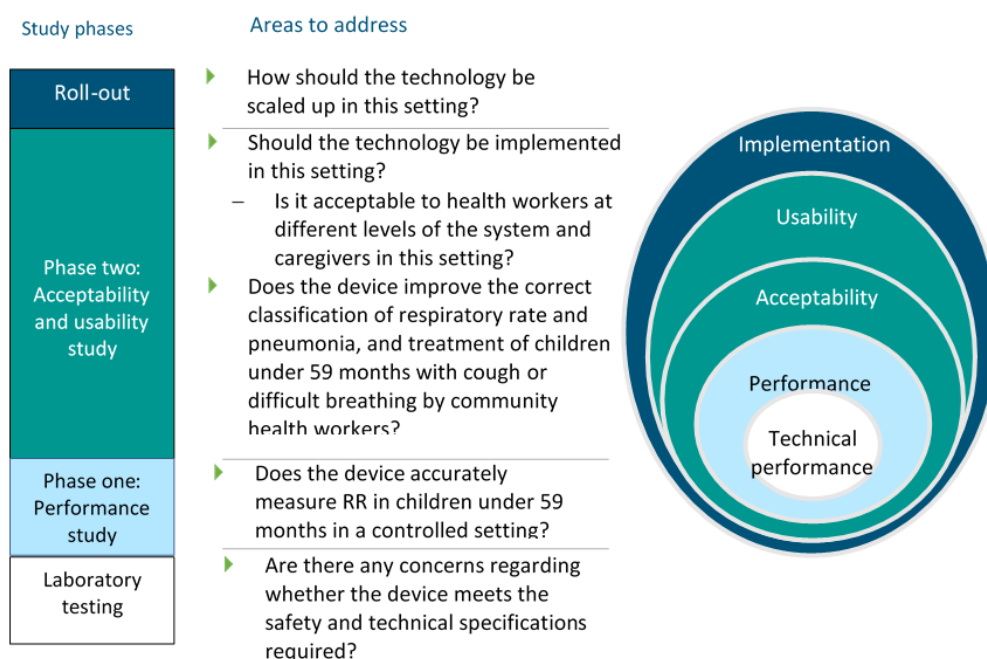 Study phases
Areas to address
Roll-out
How should the technology be
scaled up in this setting?
Phase two:
Acceptability
and usability
study
Should the technology be implemented
in this setting?
– Is it acceptable to health workers at
different levels of the system and
caregivers in this setting?
Does the device improve the correct
classification of respiratory rate and
pneumonia, and treatment of children
under 59 months with cough or
difficult breathing by community
health workers?
Phase one:
Performance
study
Does the device accurately
measure RR in children under 59
months in a controlled setting?
Laboratory
testing
Are there any concerns regarding
whether the device meets the
safety and technical specifications
required?
Implementation
Usability
Acceptability
Performance
Technical
performance